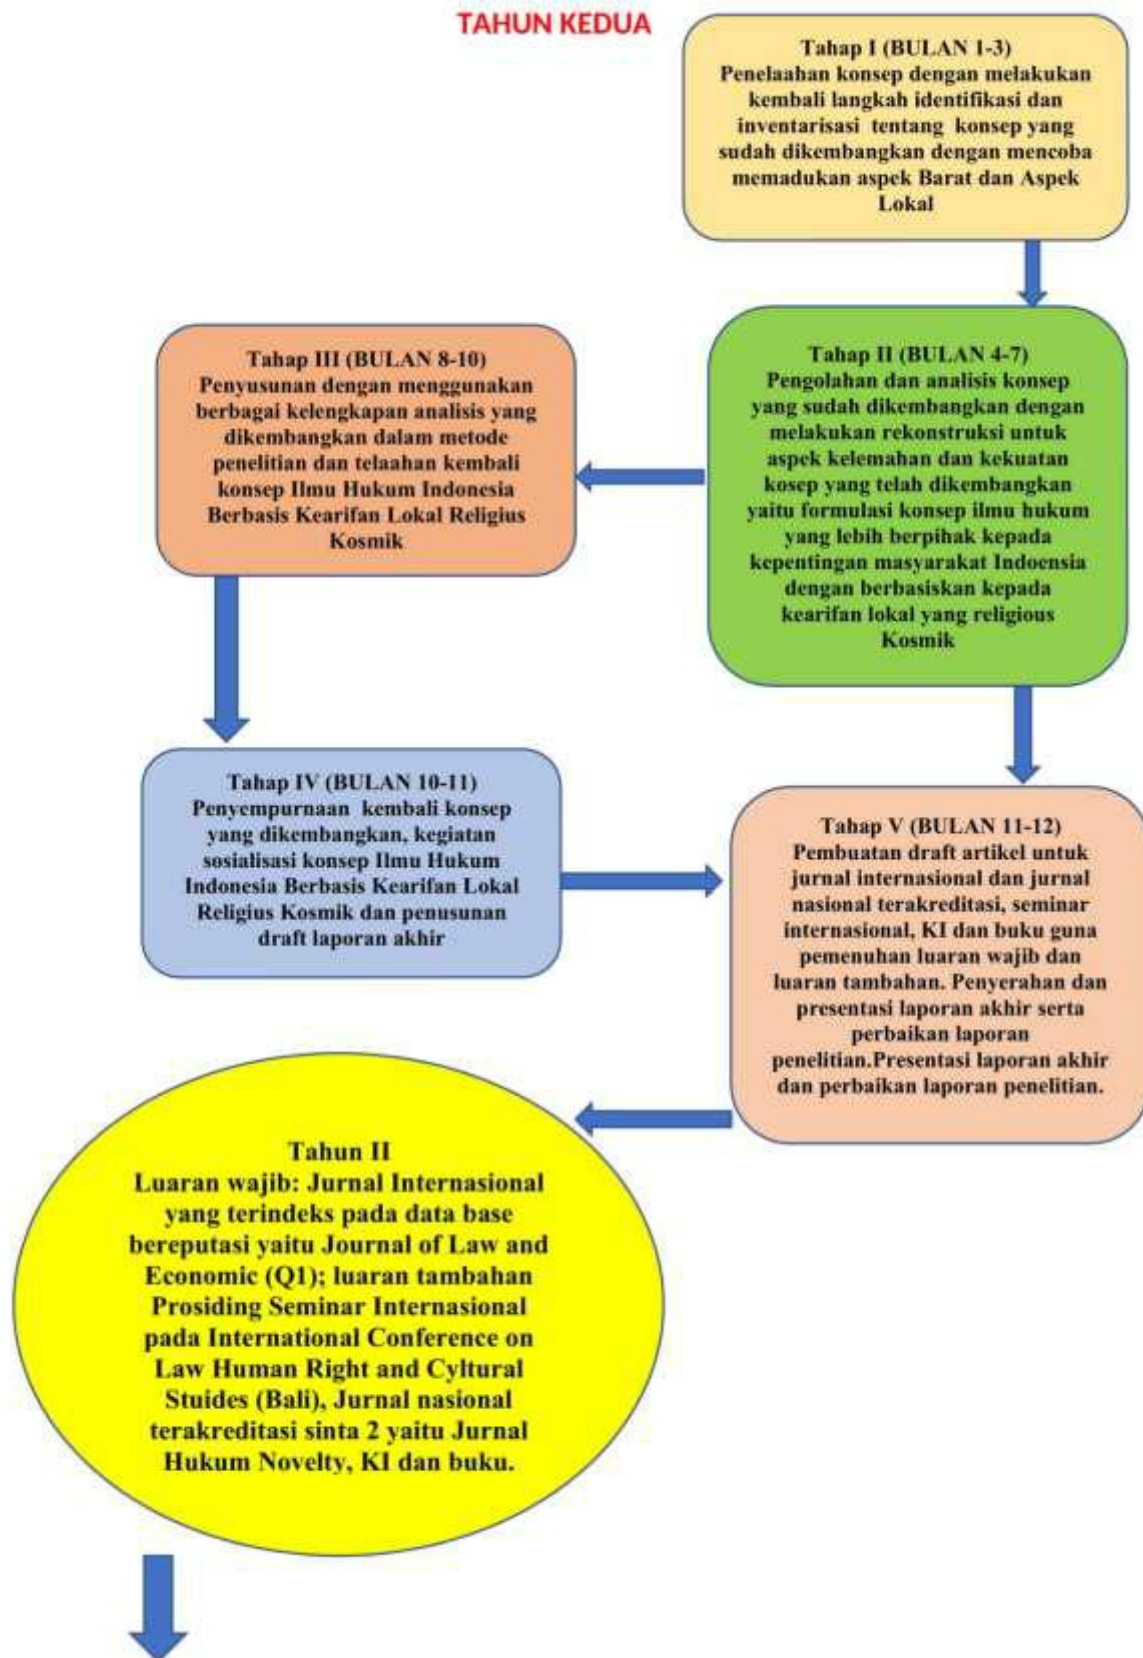 TAHUN KEDUA
Tahap I (BULAN 1-3)
Penelaahan konsep dengan melakukan
kembali langkah identifikasi dan
inventarisasi tentang konsep yang
sudah dikembangkan dengan mencoba
memadukan aspek Barat dan Aspek
Lokal
Tahap II (BULAN 4-7)
Pengolahan dan analisis konsep
yang sudah dikembangkan dengan
melakukan rekonstruksi untuk
aspek kelemahan dan kekuatan
kosep yang telah dikembangkan
yaitu formulasi konsep ilmu hukum
yang lebih berpihak kepada
kepentingan masyarakat Indoensia
dengan berbasiskan kepada
kearifan lokal yang religious
Kosmik
Tahap III (BULAN 8-10)
Penyusunan dengan menggunakan
berbagai kelengkapan analisis yang
dikembangkan dalam metode
penelitian dan telaahan kembali
konsep Ilmu Hukum Indonesia
Berbasis Kearifan Lokal Religius
Kosmik
Tahap IV (BULAN 10-11)
Penyempurnaan kembali konsep
yang dikembangkan, kegiatan
sosialisasi konsep Ilmu Hukum
Indonesia Berbasis Kearifan Lokal
Religius Kosmik dan penusunan
draft laporan akhir
Tahap V (BULAN 11-12)
Pembuatan draft artikel untuk
jurnal internasional dan jurnal
nasional terakreditasi, seminar
internasional, KI dan buku guna
pemenuhan luaran wajib dan
luaran tambahan. Penyerahan dan
presentasi laporan akhir serta
perbaikan laporan
penelitian.Presentasi laporan akhir
dan perbaikan laporan penelitian.
Tahun II
Luaran wajib: Jurnal Internasional
yang terindeks pada data base
bereputasi yaitu Journal of Law and
Economic (Q1); luaran tambahan
Prosiding Seminar Internasional
pada International Conference on
Law Human Right and Cyltural
Stuides (Bali), Jurnal nasional
terakreditasi sinta 2 yaitu Jurnal
Hukum Novelty, KI dan buku.